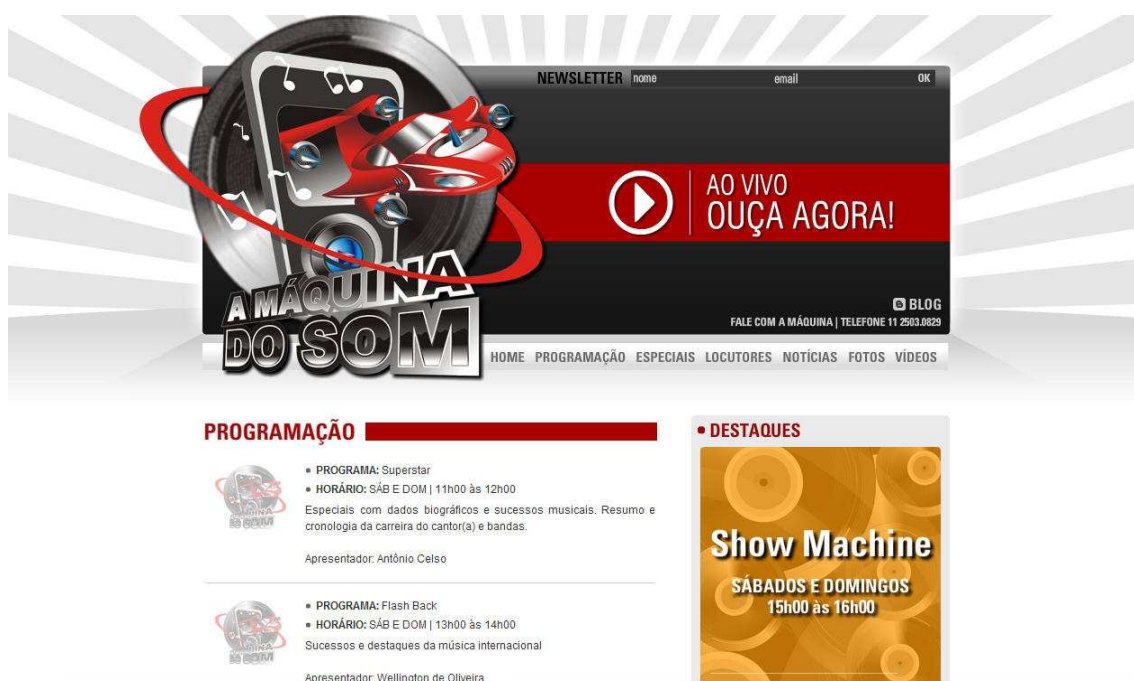 NEWSLETTER nome email OK
AO VIVO
OUÇA AGORA!
A MÁQUINA
DO SOM
BLOG
FALE COM A MÁQUINA | TELEFONE 11 2503.0829
HOME PROGRAMAÇÃO ESPECIAIS LOCUTORES NOTÍCIAS FOTOS VÍDEOS
PROGRAMAÇÃO
PROGRAMA: Superstar
HORÁRIO: SÁB E DOM | 11h00 às 12h00
Especiais com dados biográficos e sucessos musicais. Resumo e
cronologia da carreira do cantor(a) e bandas.
Apresentador: Antônio Celso
PROGRAMA: Flash Back
HORÁRIO: SÁB E DOM | 13h00 às 14h00
Sucessos e destaques da música internacional
Apresentador: Wellington de Oliveira
DESTAQUES
Show Machine
SÁBADOS E DOMINGOS
15h00 às 16h00